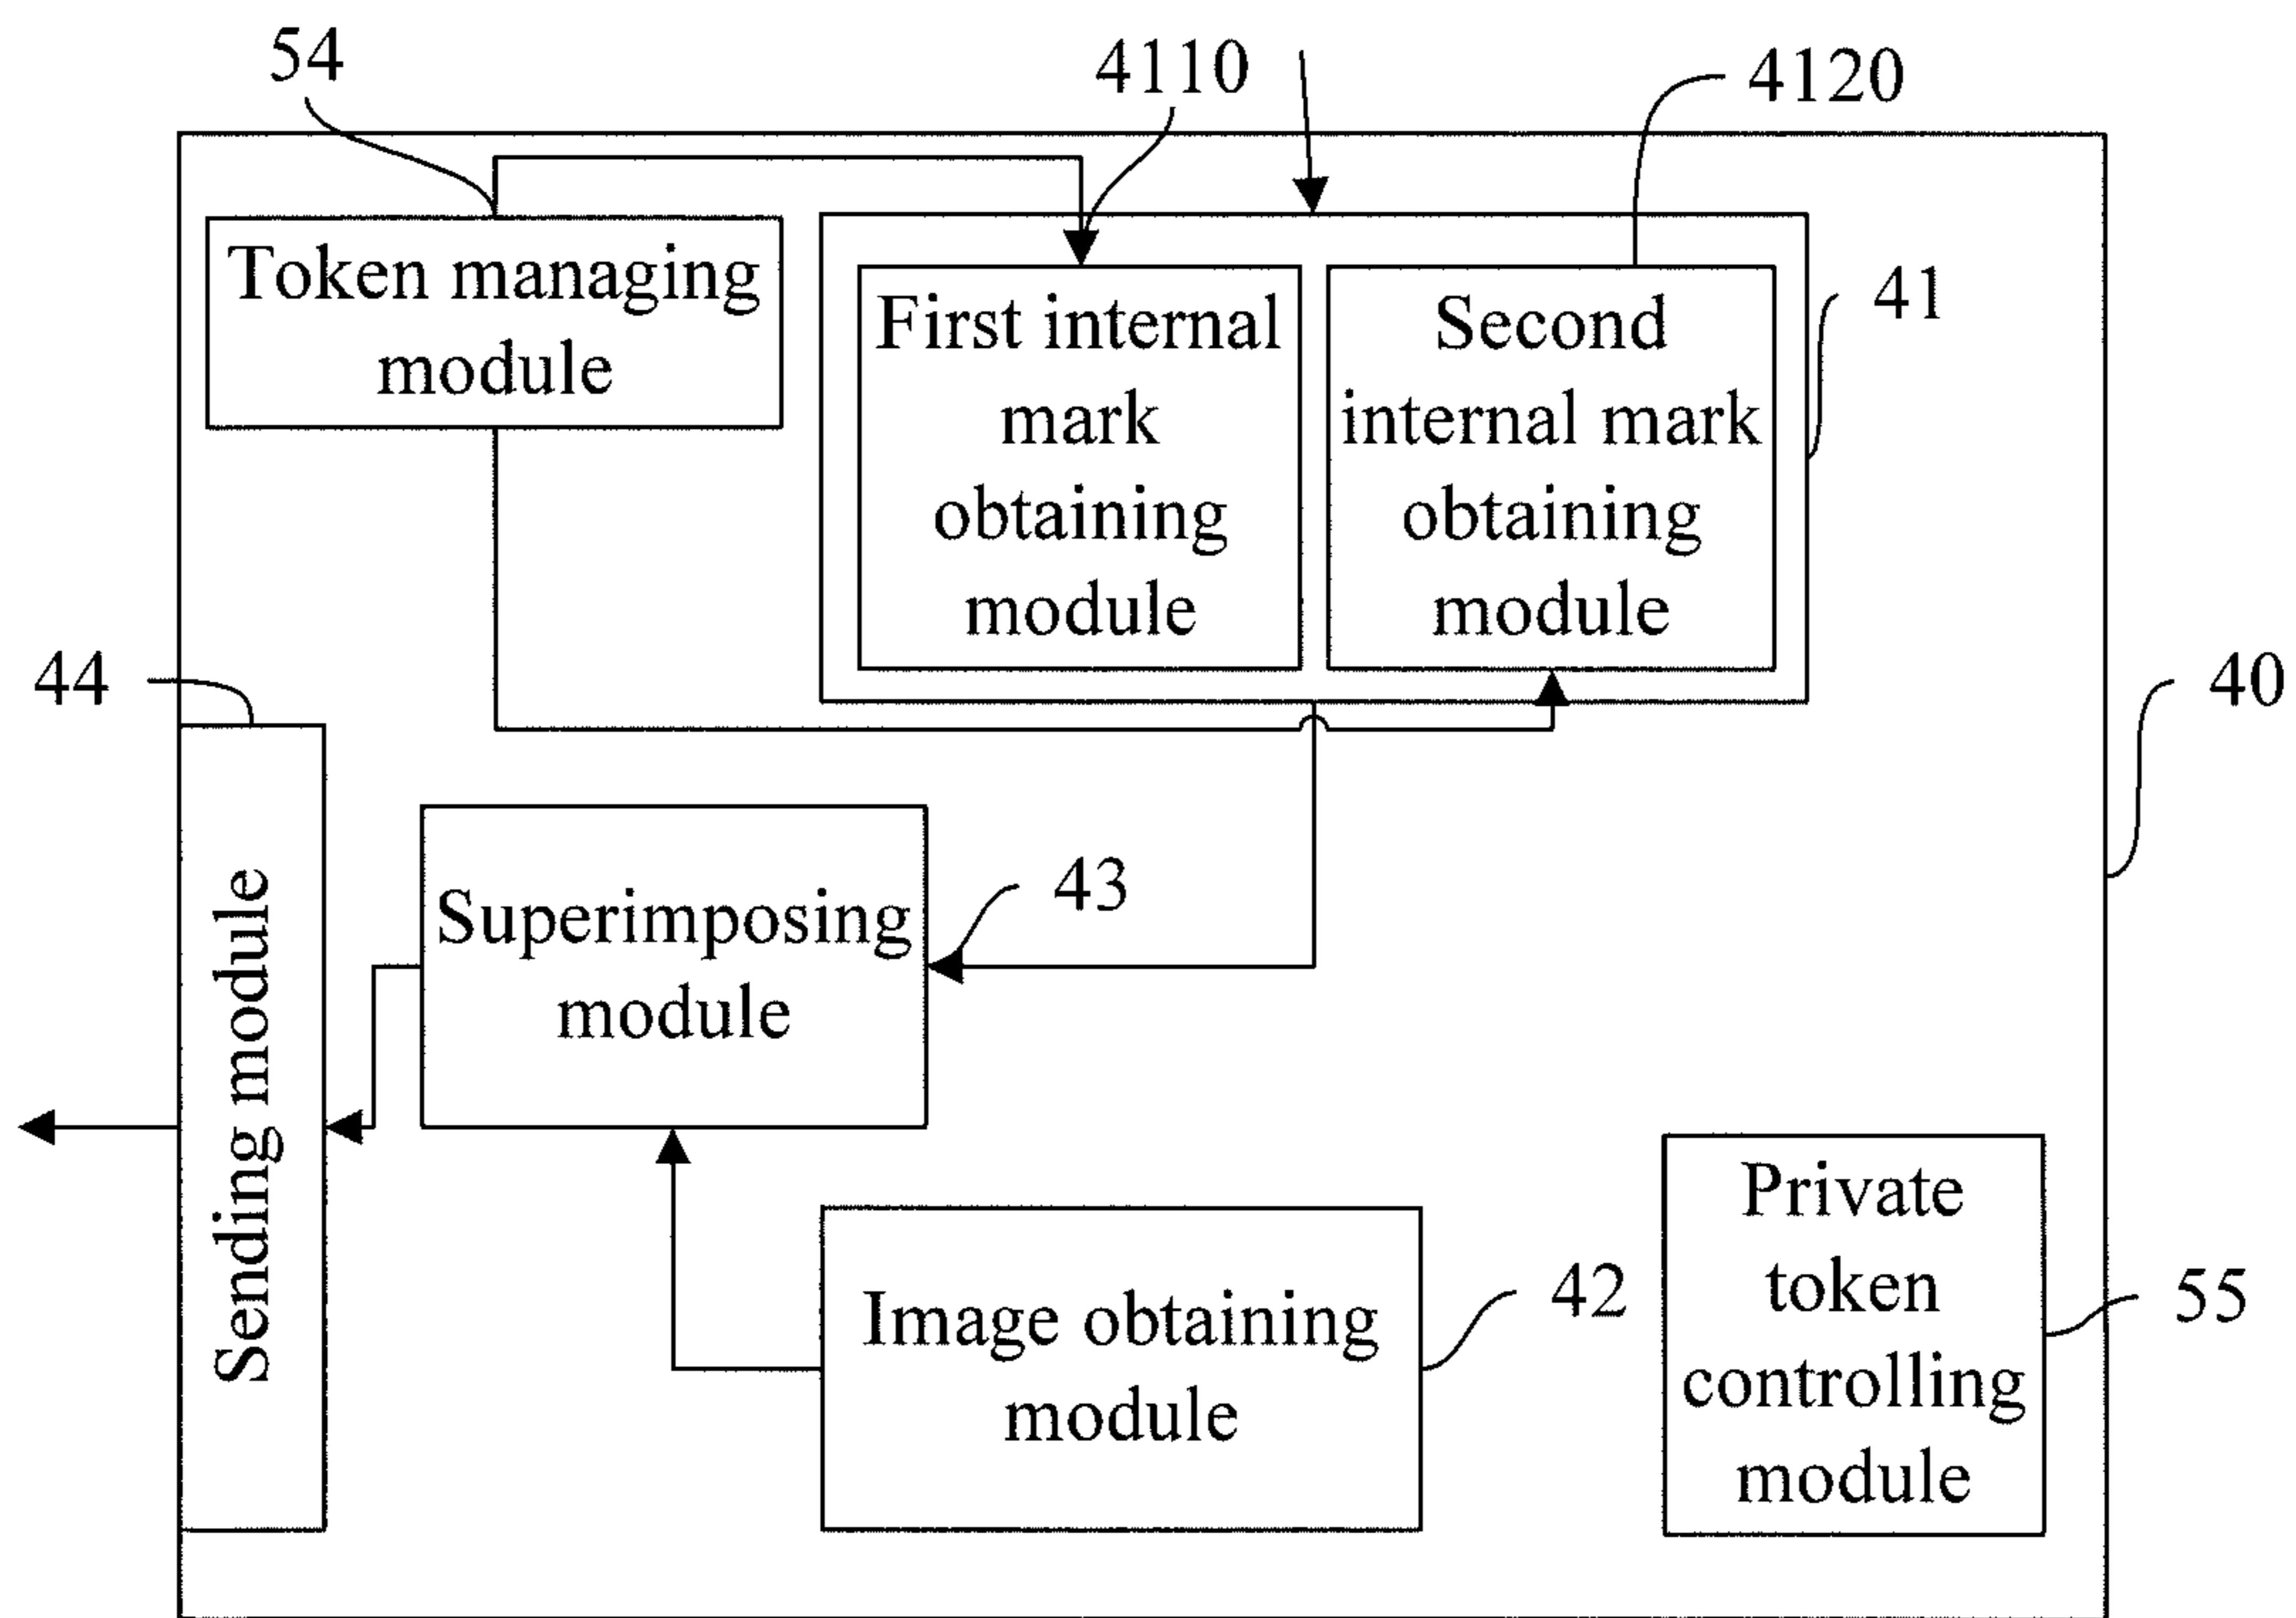 54
4110
4120
Token managing
module
First internal
mark
obtaining
module
Second
internal mark
obtaining
module
41
44
40
Sending module
Superimposing
module
43
Image obtaining
module
42
Private
token
controlling
module
55